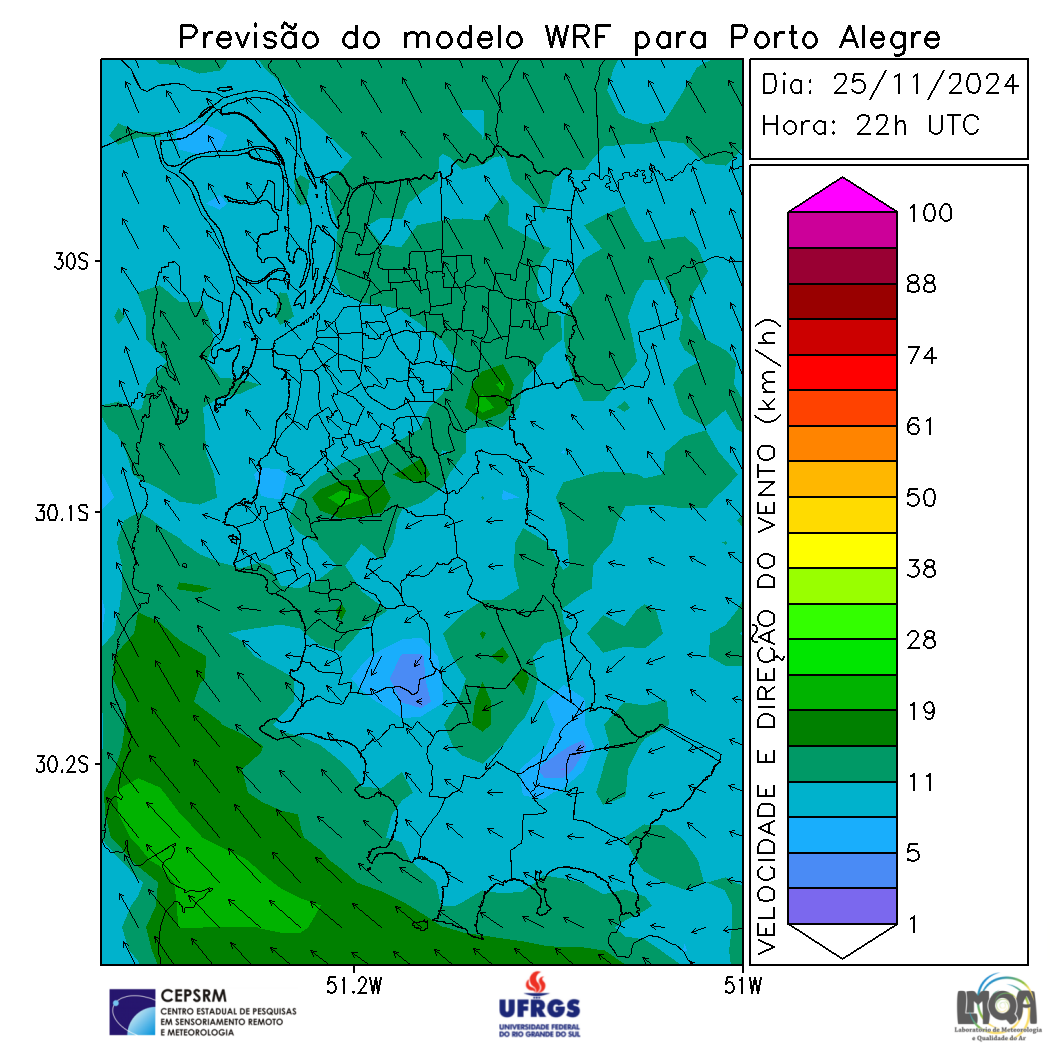 Previsão do modelo WRF para Porto Alegre
Dia: 25/11/2024
Hora: 22h UTC
30S
30.1S
30.2S
51.2W
51W
VELOCIDADE E DIREÇÃO DO VENTO (km/h)
100
88
74
61
50
38
28
19
11
5
1
CEPSRM
CENTRO ESTADUAL DE PESQUISAS
EM SENSORIAMENTO REMOTO
E METEOROLOGIA
UFRGS
UNIVERSIDADE FEDERAL
DO RIO GRANDE DO SUL
LMQA
Laboratório de Meteorologia
e Qualidade do Ar